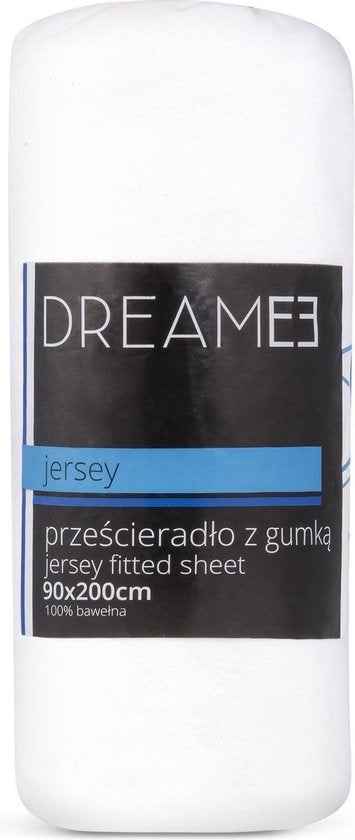 DREAMEE
jersey
prześcieradło z gumką
jersey fitted sheet
90x200cm
100% bawełna